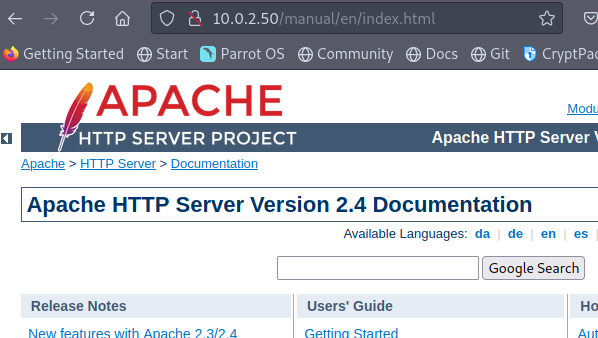 10.0.2.50/manual/en/index.html
Getting Started Start Parrot OS Community Docs Git CryptPad
APACHE
Modu
HTTP SERVER PROJECT
Apache HTTP Server V
Apache > HTTP Server > Documentation
Apache HTTP Server Version 2.4 Documentation
Available Languages: da | de | en | es |
Google Search
Release Notes Users' Guide Ho
New features with Apache 2.3/2.4 Getting Started Aut